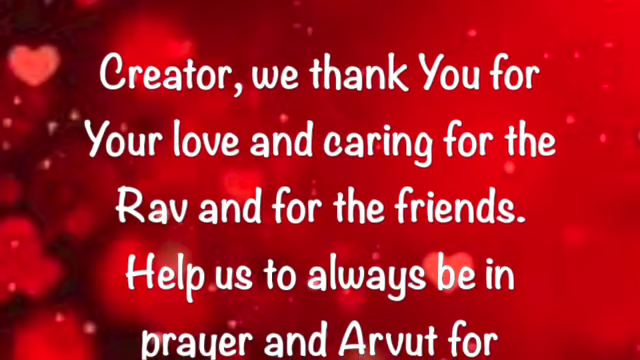 Creator, we thank You for
Your love and caring for the
Rav and for the friends.
Help us to always be in
prayer and Arvut for